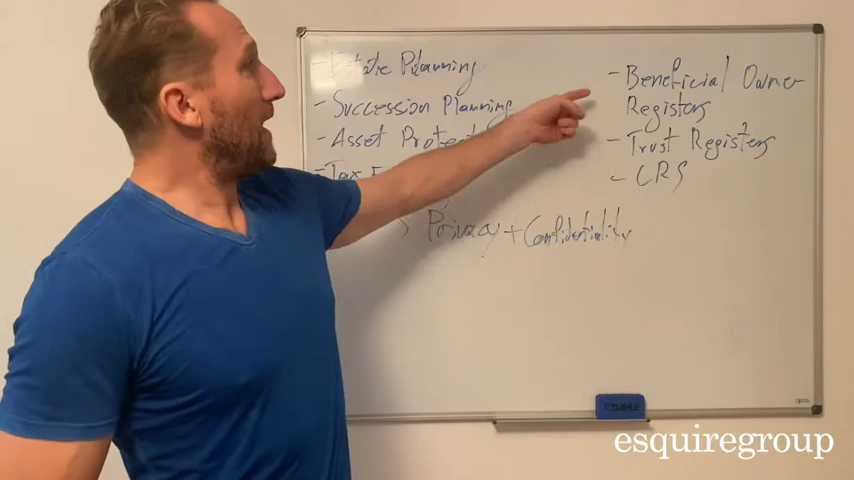 - Estate Planning
- Succession Planning
- Asset Protect
- Tax
Privacy + Confidentiality
- Beneficial Owner
Registers
- Trust Registers
- CRS
esquiregroup